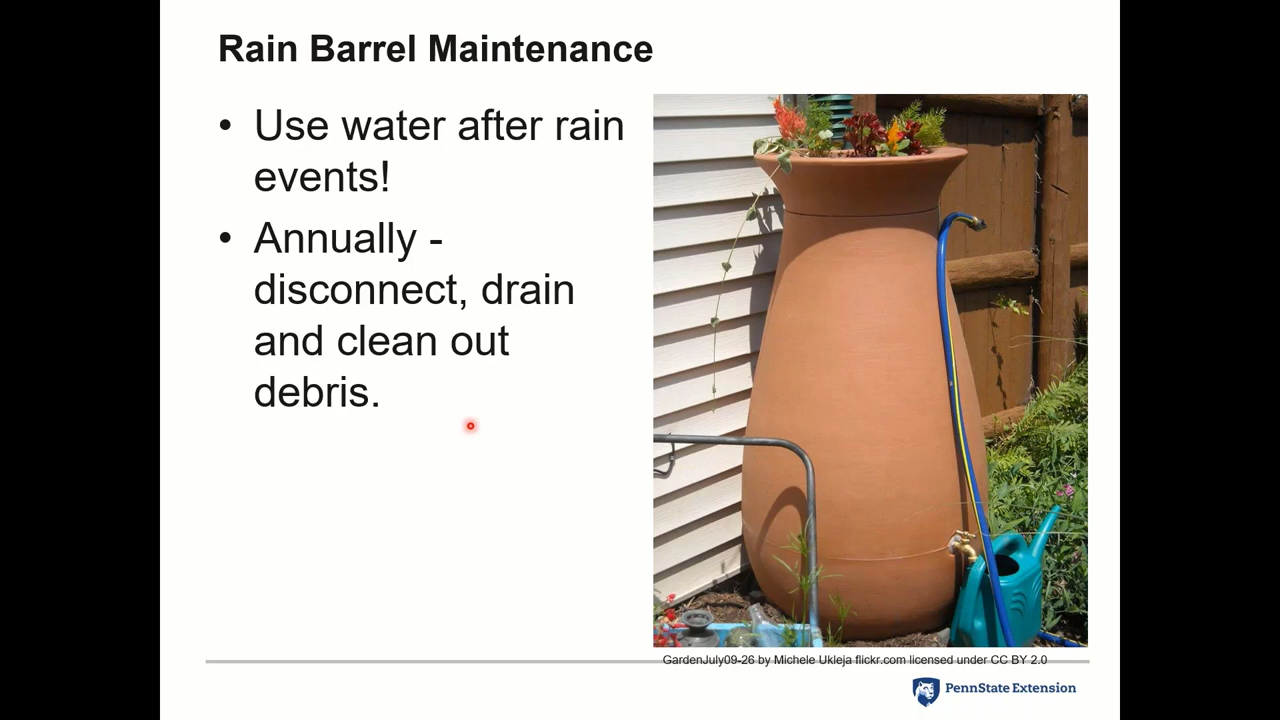 Rain Barrel Maintenance
• Use water after rain
events!
• Annually -
disconnect, drain
and clean out
debris.
GardenJuly09-26 by Michele Ukleja flickr.com licensed under CC BY 2.0
PennState Extension